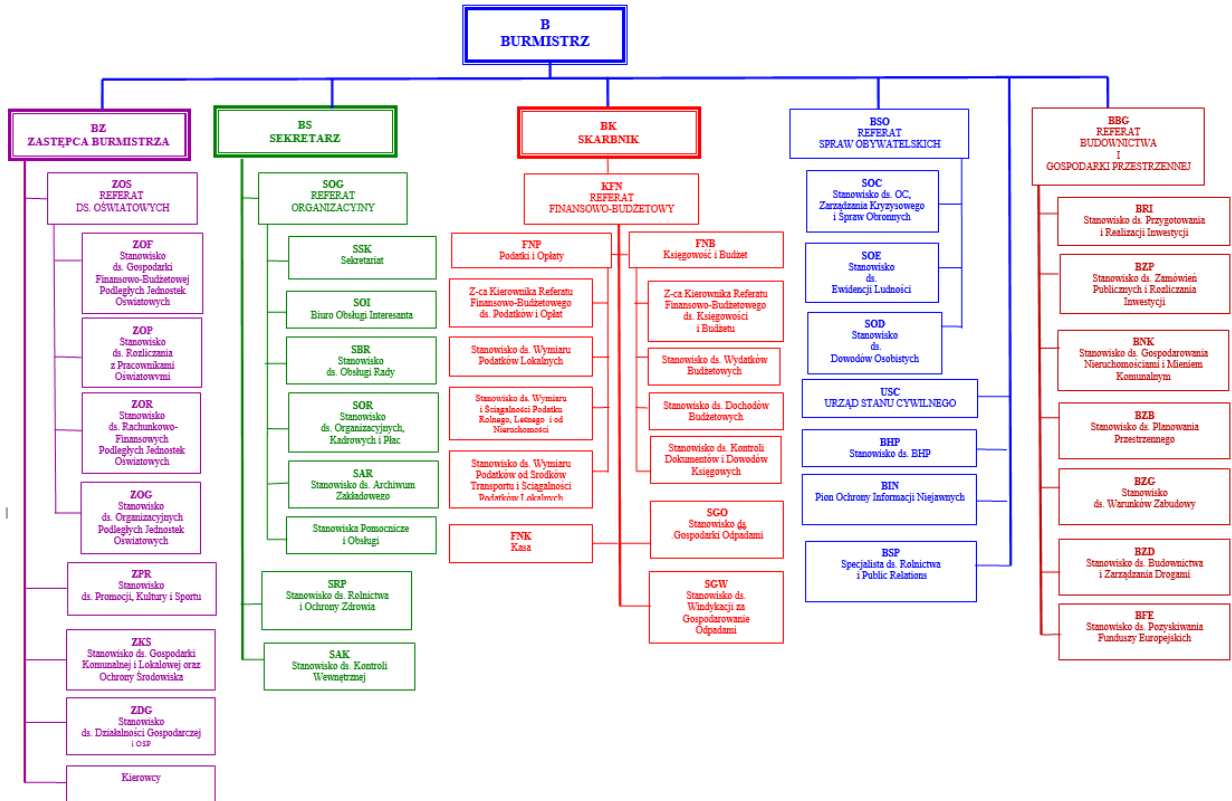 B
BURMISTRZ
BZ
ZASTĘPCA BURMISTRZA
ZOS
REFERAT
DS. OŚWIATOWYCH
ZOF
Stanowisko
ds. Gospodarki
Finansowo-Budżetowej
Podległych Jednostek
Oświatowych
ZOP
Stanowisko
ds. Rozliczania
z Pracownikami
Oświatowymi
ZOR
Stanowisko
ds. Rachunkowo-
Finansowych
Podległych Jednostek
Oświatowych
ZOG
Stanowisko
ds. Organizacyjnych
Podległych Jednostek
Oświatowych
ZPR
Stanowisko
ds. Promocji, Kultury i Sportu
ZKŚ
Stanowisko ds. Gospodarki
Komunalnej i Lokalowej oraz
Ochrony Środowiska
ZDG
Stanowisko
ds. Działalności Gospodarczej
i OSP
Kierowcy
BS
SEKRETARZ
SOG
REFERAT
ORGANIZACYJNY
SSK
Sekretariat
SOI
Biuro Obsługi Interesanta
SBR
Stanowisko
ds. Obsługi Rady
SOR
Stanowisko
ds. Organizacyjnych,
Kadrowych i Płac
SAR
Stanowisko ds. Archiwum
Zakładowego
Stanowiska Pomocnicze
i Obsługi
SRP
Stanowisko ds. Rolnictwa
i Ochrony Zdrowia
SAK
Stanowisko ds. Kontroli
Wewnętrznej
BK
SKARBNIK
KFN
REFERAT
FINANSOWO-BUDŻETOWY
FNP
Podatki i Opłaty
Z-ca Kierownika Referatu
Finansowo-Budżetowego
ds. Podatków i Opłat
Stanowisko ds. Wymiaru
Podatków Lokalnych
Stanowisko ds. Wymiaru
i Ściągalności Podatku
Rolnego, Leśnego i od
Nieruchomości
Stanowisko ds. Wymiaru
Podatków od Środków
Transportu i Ściągalności
Podatków Lokalnych
FNK
Kasa
FNB
Księgowość i Budżet
Z-ca Kierownika Referatu
Finansowo-Budżetowego
ds. Księgowości
i Budżetu
Stanowisko ds. Wydatków
Budżetowych
Stanowisko ds. Dochodów
Budżetowych
Stanowisko ds. Kontroli
Dokumentów i Dowodów
Księgowych
SGO
Stanowisko ds
.Gospodarki Odpadami
SGW
Stanowisko ds.
Windykacji za
Gospodarowanie
Odpadami
BSO
REFERAT
SPRAW OBYWATELSKICH
SOC
Stanowisko ds. OC,
Zarządzania Kryzysowego
i Spraw Obronnych
SOE
Stanowisko
ds.
Ewidencji Ludności
SOD
Stanowisko
ds.
Dowodów Osobistych
USC
URZĄD STANU CYWILNEGO
BHP
Stanowisko ds. BHP
BIN
Pion Ochrony Informacji Niejawnych
BSP
Specjalista ds. Rolnictwa
i Public Relations
BBG
REFERAT
BUDOWNICTWA
I
GOSPODARKI PRZESTRZENNEJ
BRI
Stanowisko ds. Przygotowania
i Realizacji Inwestycji
BZP
Stanowisko ds. Zamówień
Publicznych i Rozliczania
Inwestycji
BNK
Stanowisko ds. Gospodarowania
Nieruchomościami i Mieniem
Komunalnym
BZB
Stanowisko ds. Planowania
Przestrzennego
BZG
Stanowisko
ds. Warunków Zabudowy
BZD
Stanowisko ds. Budownictwa
i Zarządzania Drogami
BFE
Stanowisko ds. Pozyskiwania
Funduszy Europejskich